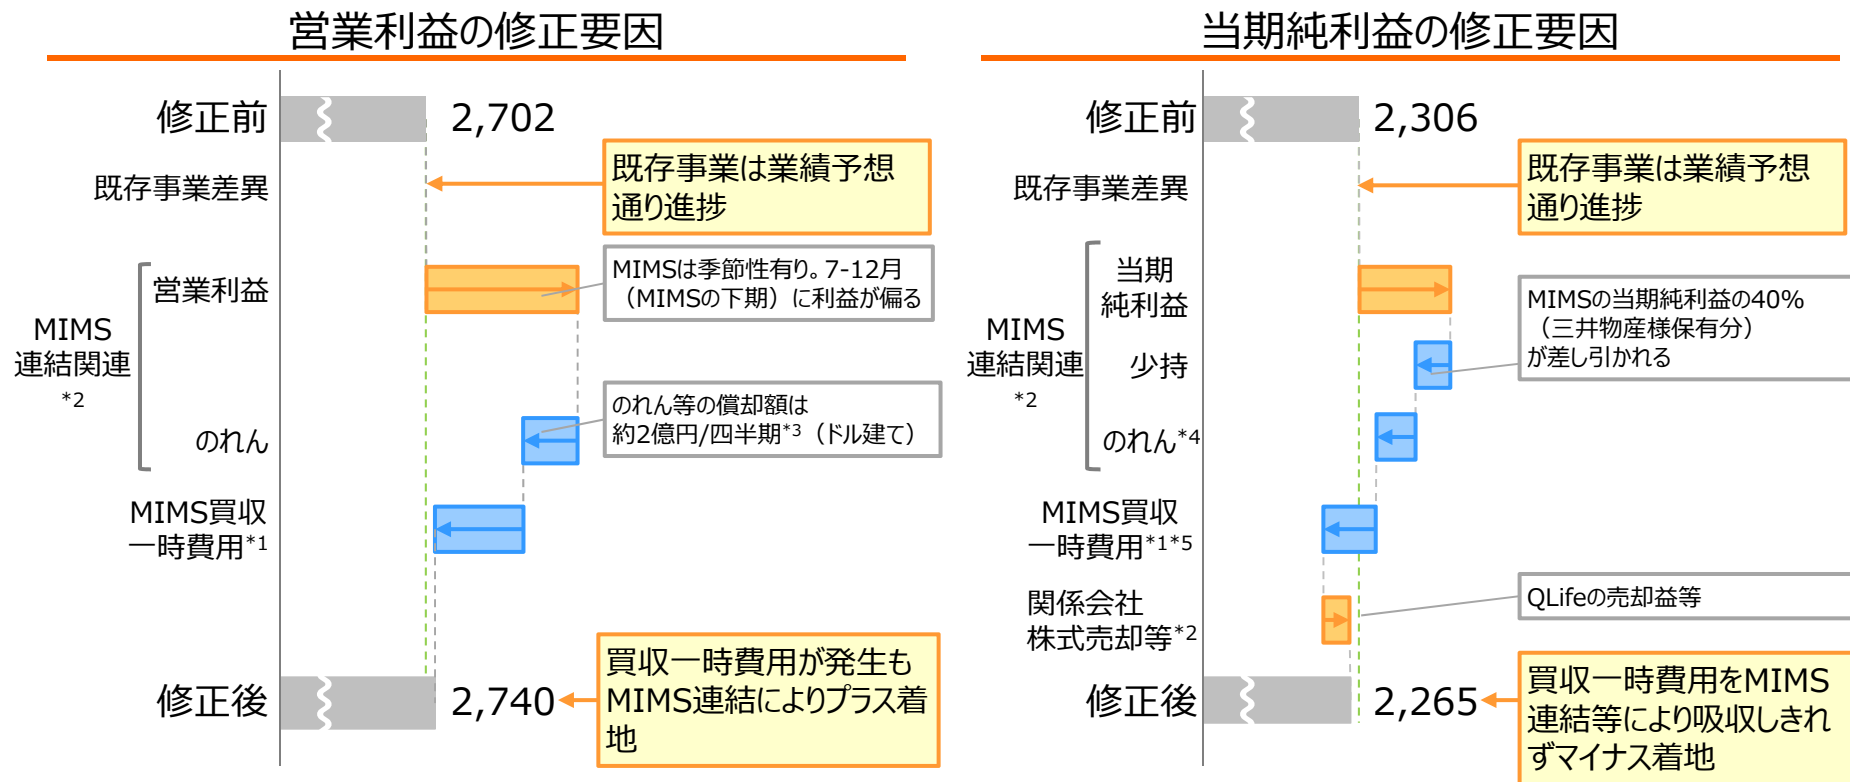 営業利益の修正要因
修正前
2,702
既存事業は業績予想
通り進捗
既存事業差異
MIMS
連結関連
*2
営業利益
MIMSは季節性有り。7-12月
（MIMSの下期）に利益が偏る
のれん
のれん等の償却額は
約2億円/四半期*3（ドル建て）
MIMS買収
一時費用*1
修正後
2,740
買収一時費用が発生も
MIMS連結によりプラス着
地
当期純利益の修正要因
修正前
2,306
既存事業は業績予想
通り進捗
既存事業差異
MIMS
連結関連
*2
当期
純利益
少持
MIMSの当期純利益の40%
（三井物産様保有分）
が差し引かれる
のれん*4
MIMS買収
一時費用*1*5
関係会社
株式売却等*2
QLifeの売却益等
修正後
2,265
買収一時費用をMIMS
連結等により吸収しきれ
ずマイナス着地